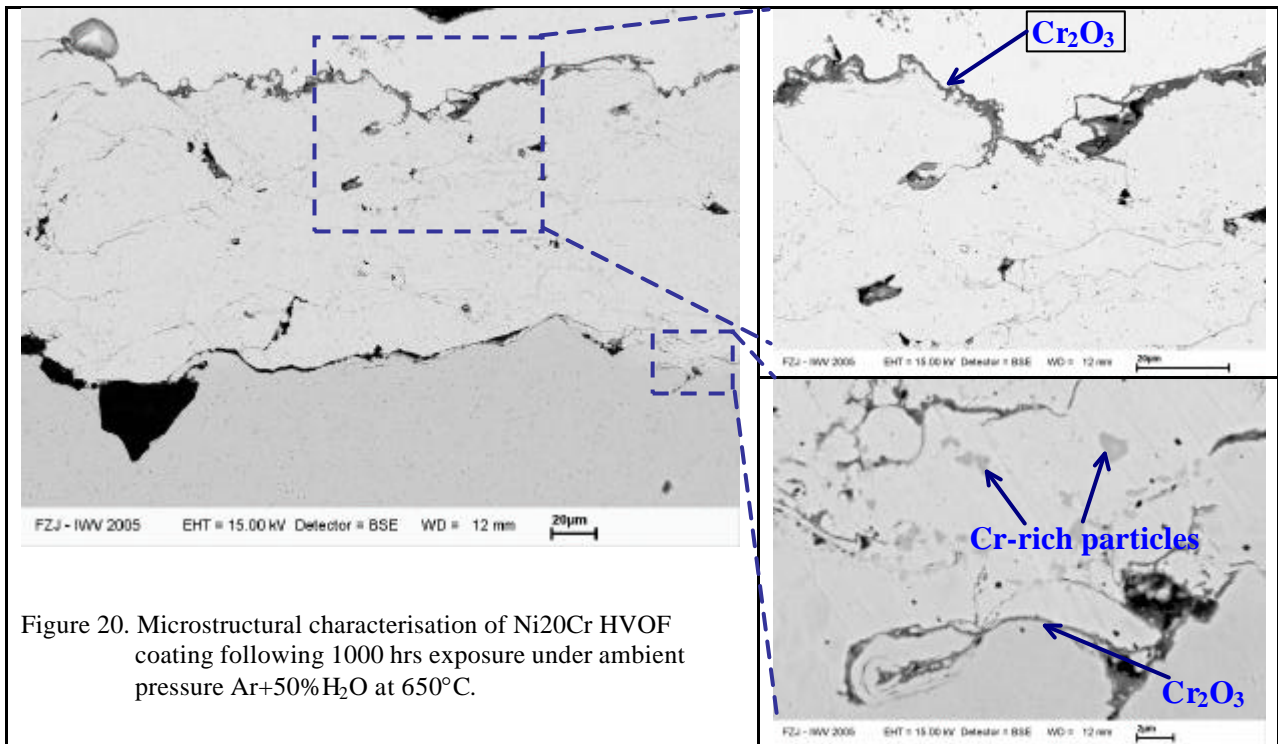 FZJ - IWV 2005 EHT = 15.00 kV Detector = BSE WD = 12 mm 20µm
Figure 20. Microstructural characterisation of Ni20Cr HVOF
coating following 1000 hrs exposure under ambient
pressure Ar+50%H₂O at 650°C.
Cr₂O₃
FZJ - IWV 2005 EHT = 15.00 kV Detector = BSE WD = 12 mm 20µm
Cr-rich particles
Cr₂O₃
FZJ - IWV 2005 EHT = 15.00 kV Detector = BSE WD = 12 mm 2µm